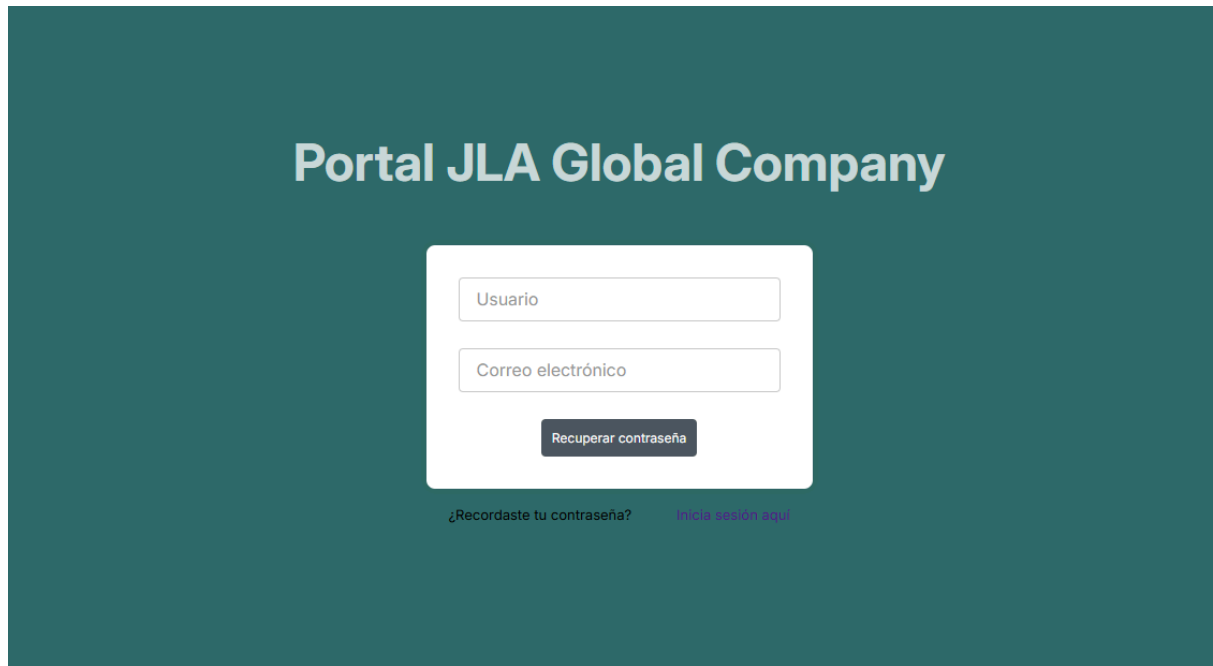 Portal JLA Global Company
Usuario
Correo electrónico
Recuperar contraseña
¿Recordaste tu contraseña? Inicia sesión aquí